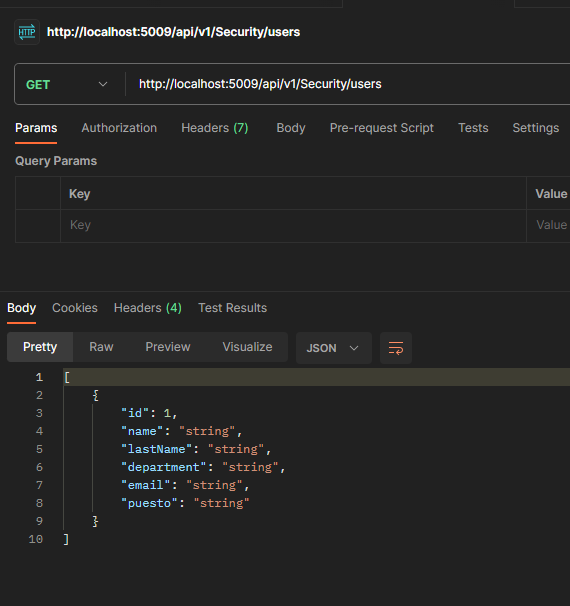 HTTP http://localhost:5009/api/v1/Security/users
GET http://localhost:5009/api/v1/Security/users
Params Authorization Headers (7) Body Pre-request Script Tests Settings
Query Params
Key Value
Key Value
Body Cookies Headers (4) Test Results
Pretty Raw Preview Visualize JSON
1 [
2 {
3 "id": 1,
4 "name": "string",
5 "lastName": "string",
6 "department": "string",
7 "email": "string",
8 "puesto": "string"
9 }
10 ]